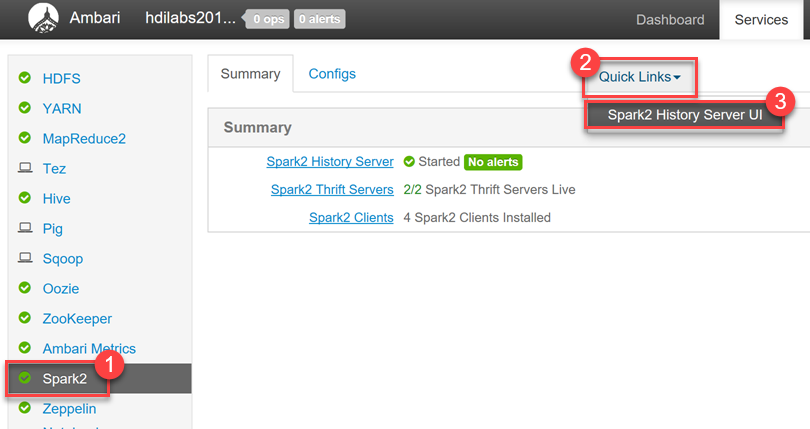 Ambari hdilabs201... 0 ops 0 alerts Dashboard Services
HDFS
YARN
MapReduce2
Tez
Hive
Pig
Sqoop
Oozie
ZooKeeper
Ambari Metrics
1
Spark2
Zeppelin
Summary Configs
2
Quick Links
3
Spark2 History Server UI
Summary
Spark2 History Server Started No alerts
Spark2 Thrift Servers 2/2 Spark2 Thrift Servers Live
Spark2 Clients 4 Spark2 Clients Installed